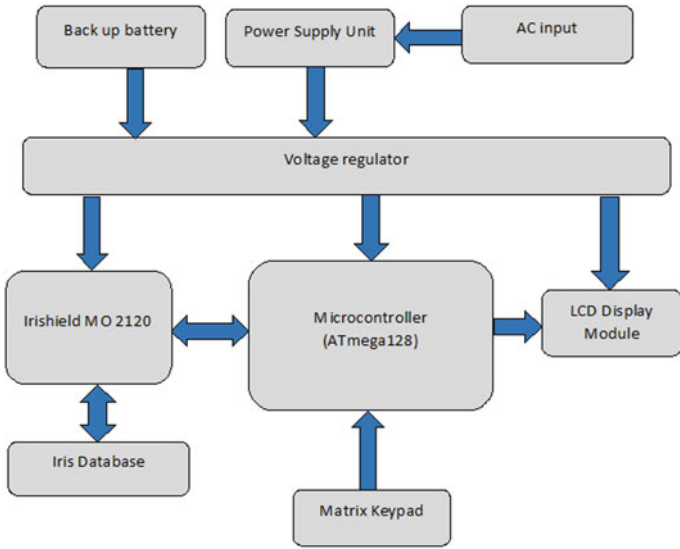 Back up battery
Power Supply Unit
AC input
Voltage regulator
Irishield MO 2120
Microcontroller
(ATmega128)
LCD Display
Module
Iris Database
Matrix Keypad